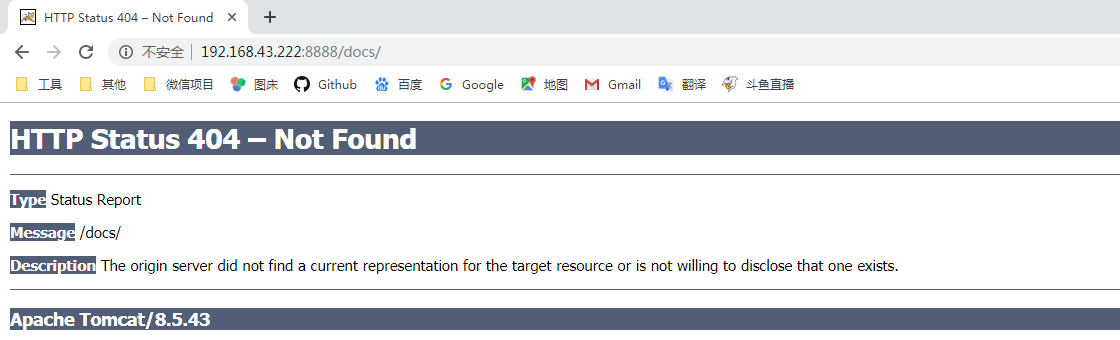 HTTP Status 404 – Not Found
不安全 192.168.43.222:8888/docs/
工具 其他 微信项目 图床 Github 百度 Google 地图 Gmail 翻译 斗鱼直播
HTTP Status 404 – Not Found
Type Status Report
Message /docs/
Description The origin server did not find a current representation for the target resource or is not willing to disclose that one exists.
Apache Tomcat/8.5.43